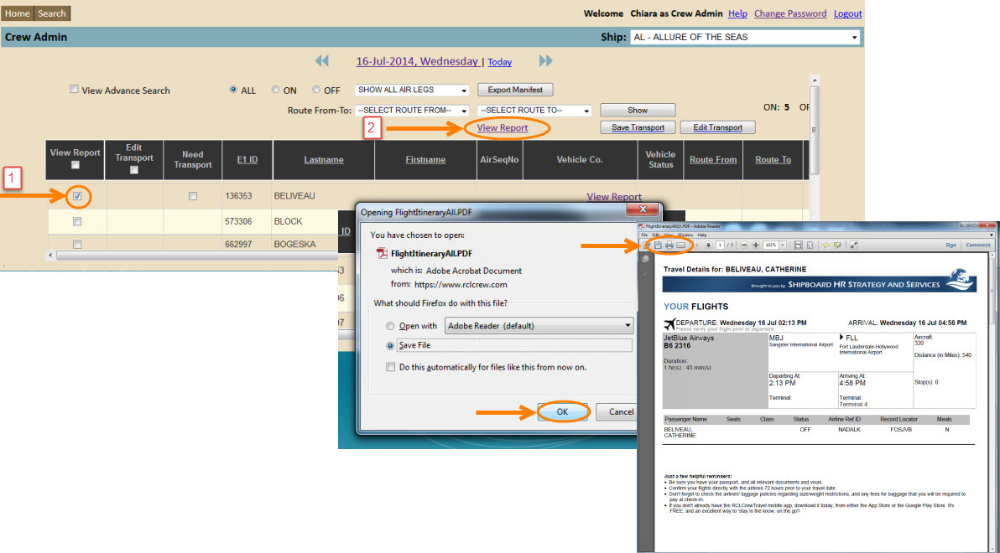 Home Search
Welcome Chiara as Crew Admin Help Change Password Logout
Crew Admin
Ship: AL - ALLURE OF THE SEAS
16-Jul-2014, Wednesday | Today
View Advance Search
ALL ON OFF
SHOW ALL AIR LEGS
Export Manifest
Route From-To: --SELECT ROUTE FROM-- --SELECT ROUTE TO-- Show
ON: 5 OF
2
View Report
Save Transport Edit Transport
View Report Edit Transport Need Transport E1 ID Lastname Firstname AirSeqNo Vehicle Co. Vehicle Status Route From Route To
1
136353 BELIVEAU View Report
573306 BLOCK
662997 BOGESKA
ID
Opening FlightItineraryAll.PDF
You have chosen to open:
FlightItineraryAll.PDF
which is: Adobe Acrobat Document
from: https://www.rclcrew.com
What should Firefox do with this file?
Open with Adobe Reader (default)
Save File
Do this automatically for files like this from now on.
OK Cancel
FlightItineraryAll(2).PDF - Adobe Reader
File Edit View Window Help
1 / 3 102% Sign Comment
Travel Details for: BELIVEAU, CATHERINE
Brought to you by SHIPBOARD HR STRATEGY AND SERVICES
YOUR FLIGHTS
DEPARTURE: Wednesday 16 Jul 02:13 PM ARRIVAL: Wednesday 16 Jul 04:58 PM
Please verify your flight prior to departure
JetBlue Airways
B6 2316
Duration:
1 hr(s) : 45 min(s)
MBJ
Sangster International Airport
FLL
Fort Lauderdale-Hollywood
International Airport
Aircraft:
320
Distance (in Miles): 540
Departing At:
2:13 PM
Arriving At:
4:58 PM
Stop(s): 0
Terminal:
Terminal:
Terminal 4
Passenger Name Seats Class Status Airline Ref ID Record Locator Meals
BELIVEAU, OFF NADALK FOSJVB N
CATHERINE
Just a few helpful reminders:
• Be sure you have your passport, and all relevant documents and visas.
• Confirm your flights directly with the airlines 72 hours prior to your travel date.
• Don't forget to check the airlines' luggage policies regarding size/weight restrictions, and any fees for baggage that you will be required to
pay at check-in.
• If you don't already have the RCLCrewTravel mobile app, download it today, from either the App Store or the Google Play Store. It's
FREE, and an excellent way to 'stay in the know, on the go'!